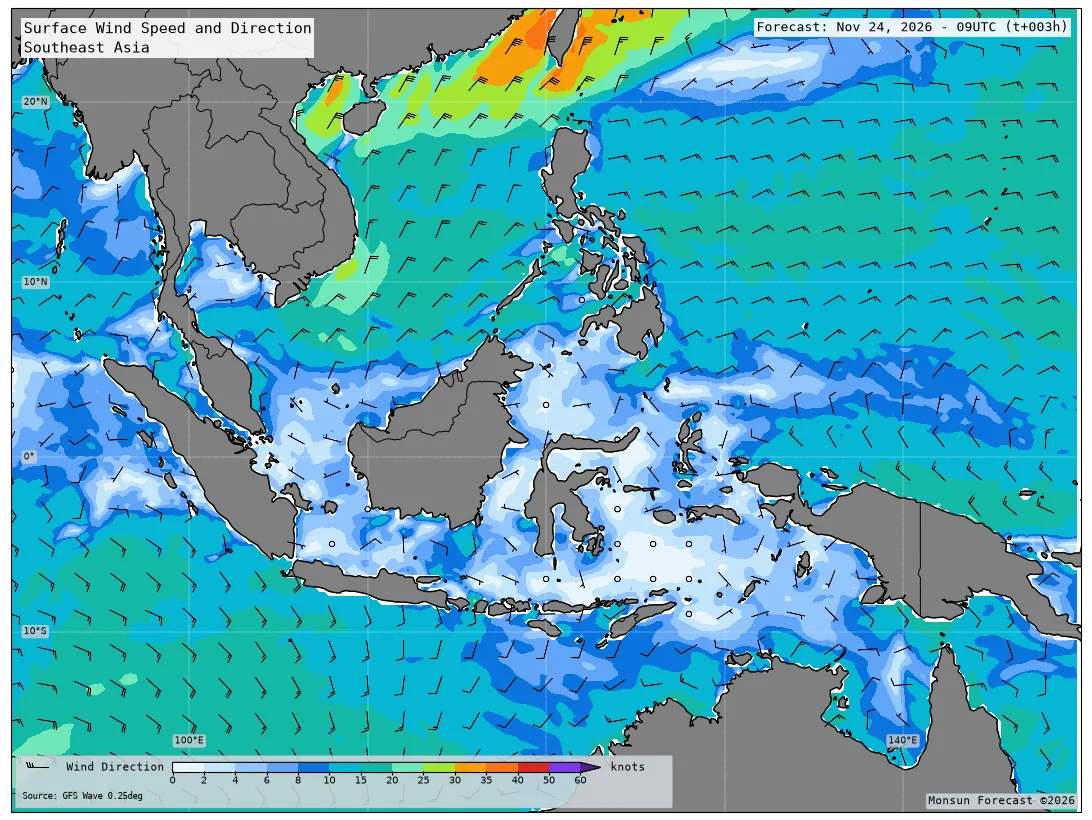 Surface Wind Speed and Direction
Southeast Asia
Forecast: Nov 24, 2026 - 09UTC (t+003h)
20°N
10°N
0°
10°S
100°E
140°E
Wind Direction
knots
0 2 4 6 8 10 15 20 25 30 35 40 50 60
Source: GFS Wave 0.25deg
Monsun Forecast ©2026